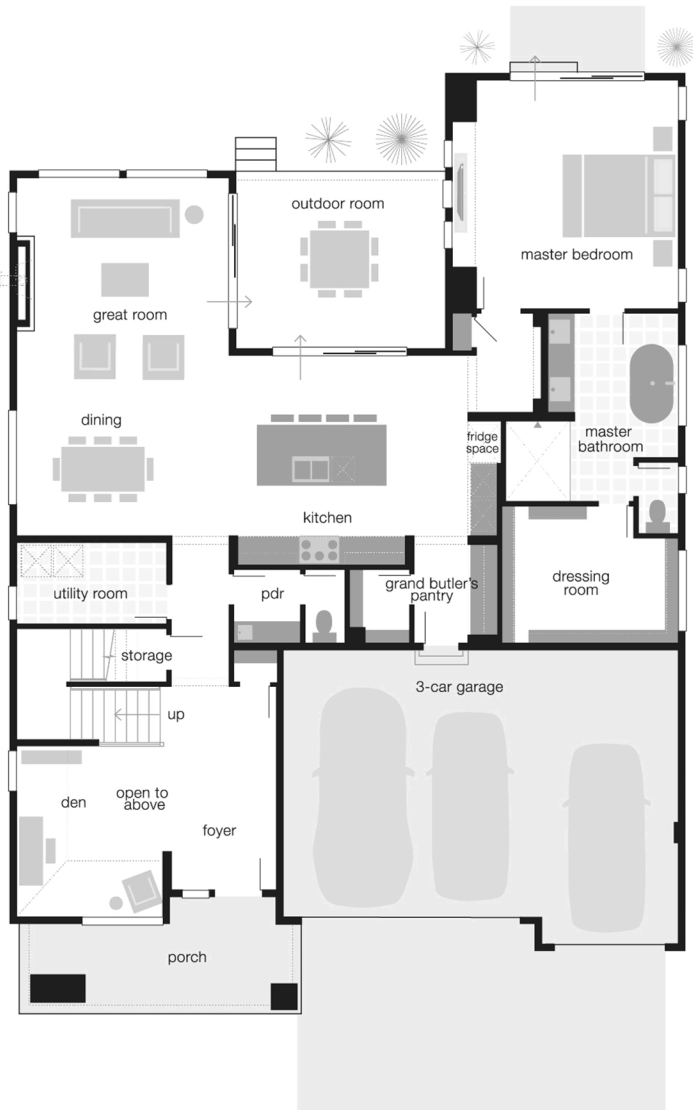 outdoor room
master bedroom
great room
dining
fridge
space
master
bathroom
kitchen
utility room
pdr
grand butler's
pantry
dressing
room
storage
3-car garage
up
den
open to
above
foyer
porch